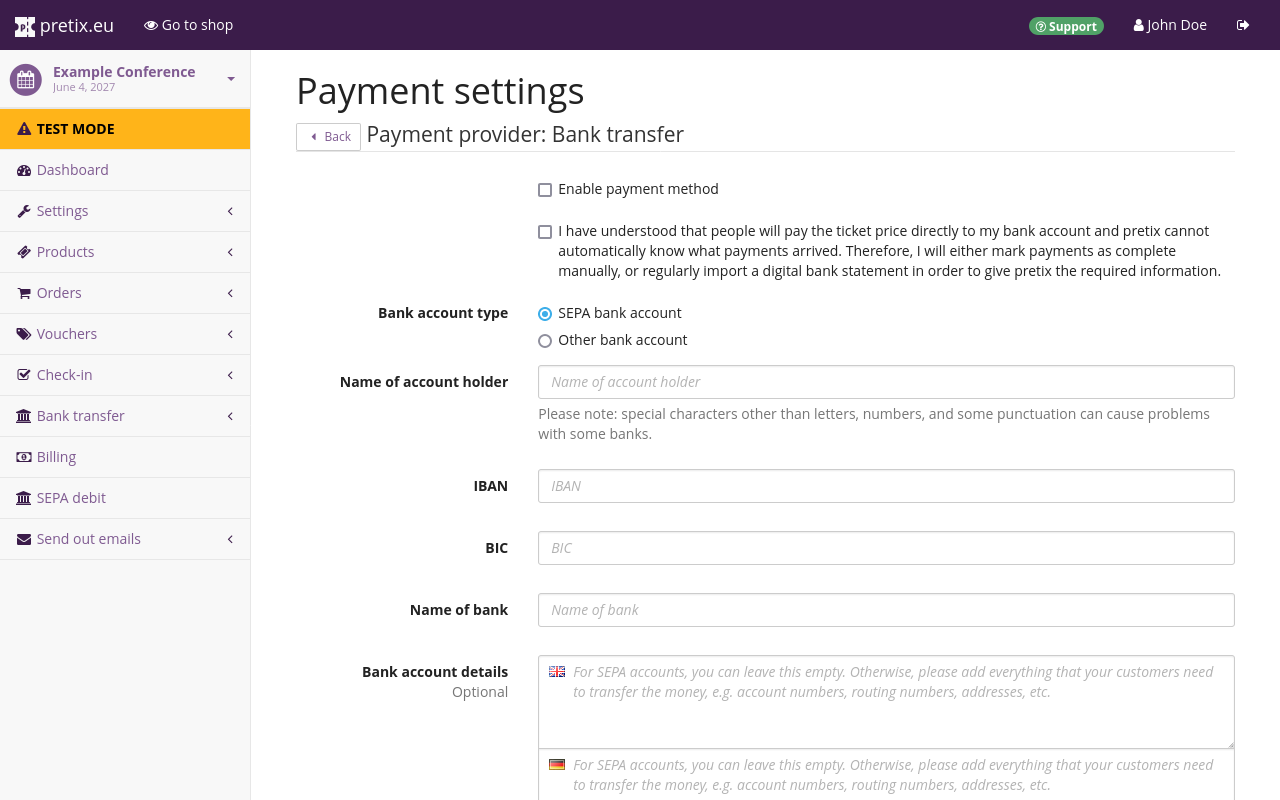 pretix.eu
Go to shop
Support
John Doe
Example Conference
June 4, 2027
TEST MODE
Dashboard
Settings
Products
Orders
Vouchers
Check-in
Bank transfer
Billing
SEPA debit
Send out emails
Payment settings
Back
Payment provider: Bank transfer
Enable payment method
I have understood that people will pay the ticket price directly to my bank account and pretix cannot
automatically know what payments arrived. Therefore, I will either mark payments as complete
manually, or regularly import a digital bank statement in order to give pretix the required information.
Bank account type
SEPA bank account
Other bank account
Name of account holder
Name of account holder
Please note: special characters other than letters, numbers, and some punctuation can cause problems
with some banks.
IBAN
IBAN
BIC
BIC
Name of bank
Name of bank
Bank account details
Optional
For SEPA accounts, you can leave this empty. Otherwise, please add everything that your customers need
to transfer the money, e.g. account numbers, routing numbers, addresses, etc.
For SEPA accounts, you can leave this empty. Otherwise, please add everything that your customers need
to transfer the money, e.g. account numbers, routing numbers, addresses, etc.